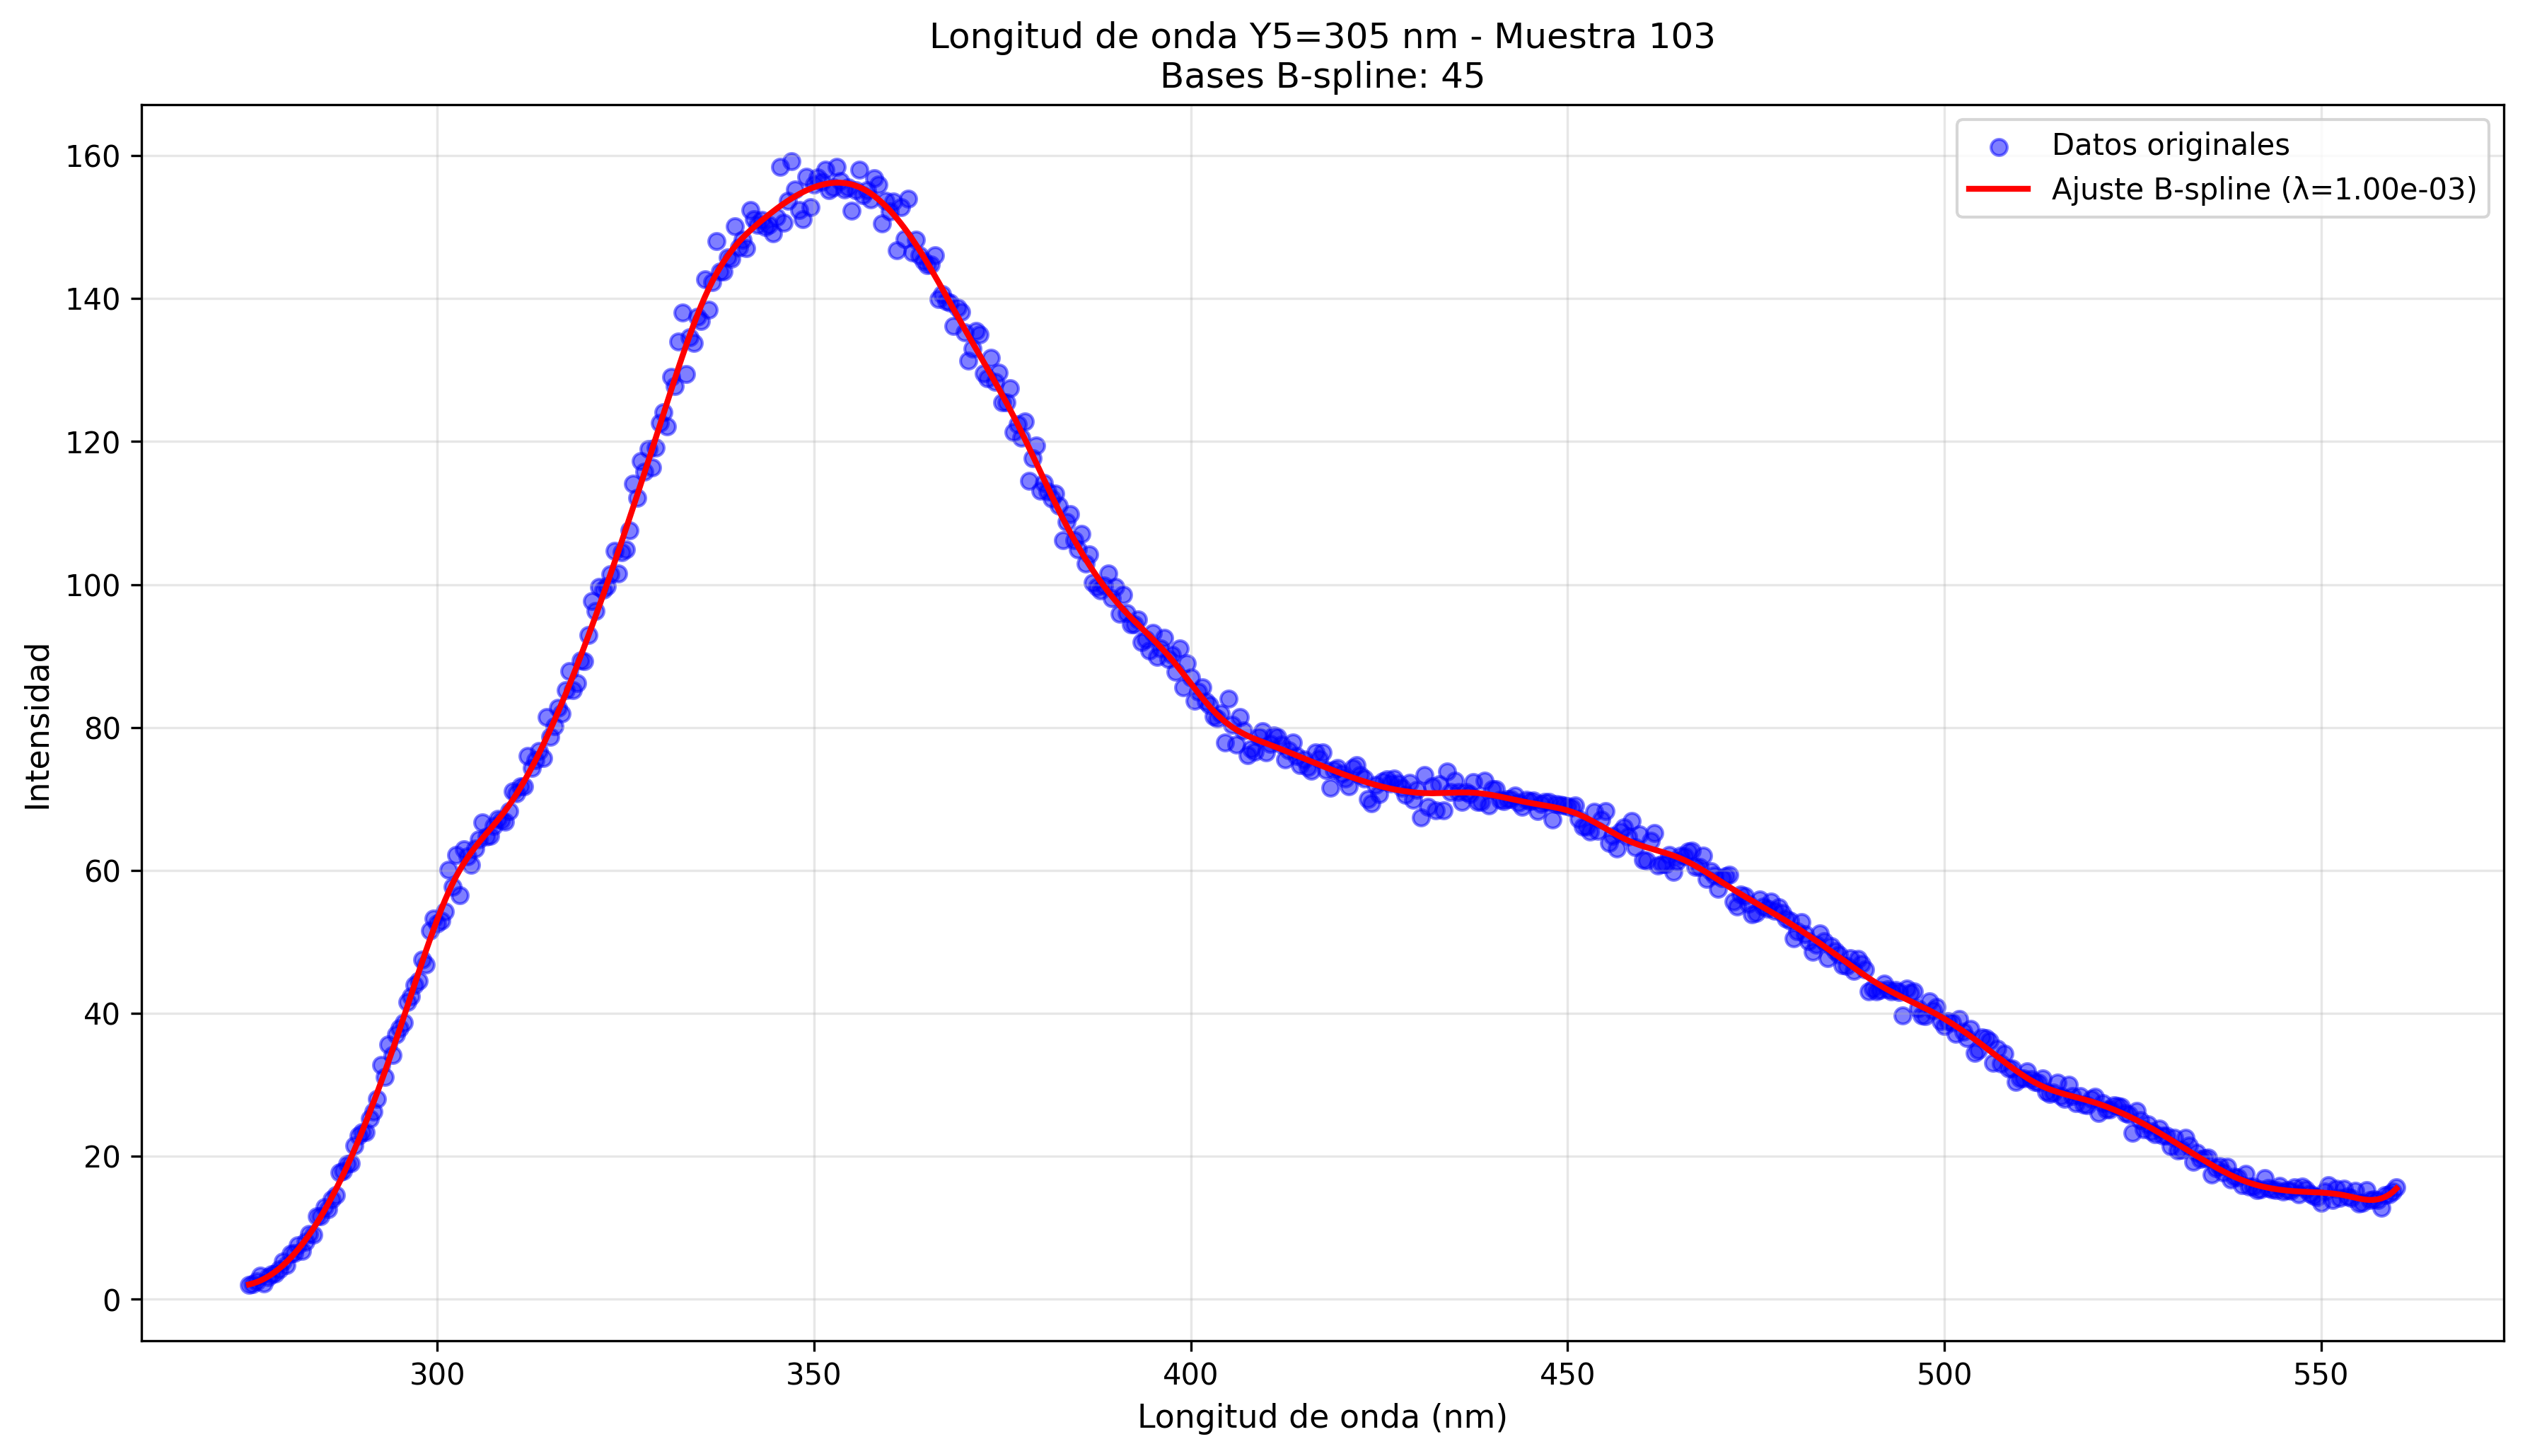 Longitud de onda Y5=305 nm - Muestra 103
Bases B-spline: 45
Datos originales
Ajuste B-spline (λ=1.00e-03)
Intensidad
160
140
120
100
80
60
40
20
0
300 350 400 450 500 550
Longitud de onda (nm)